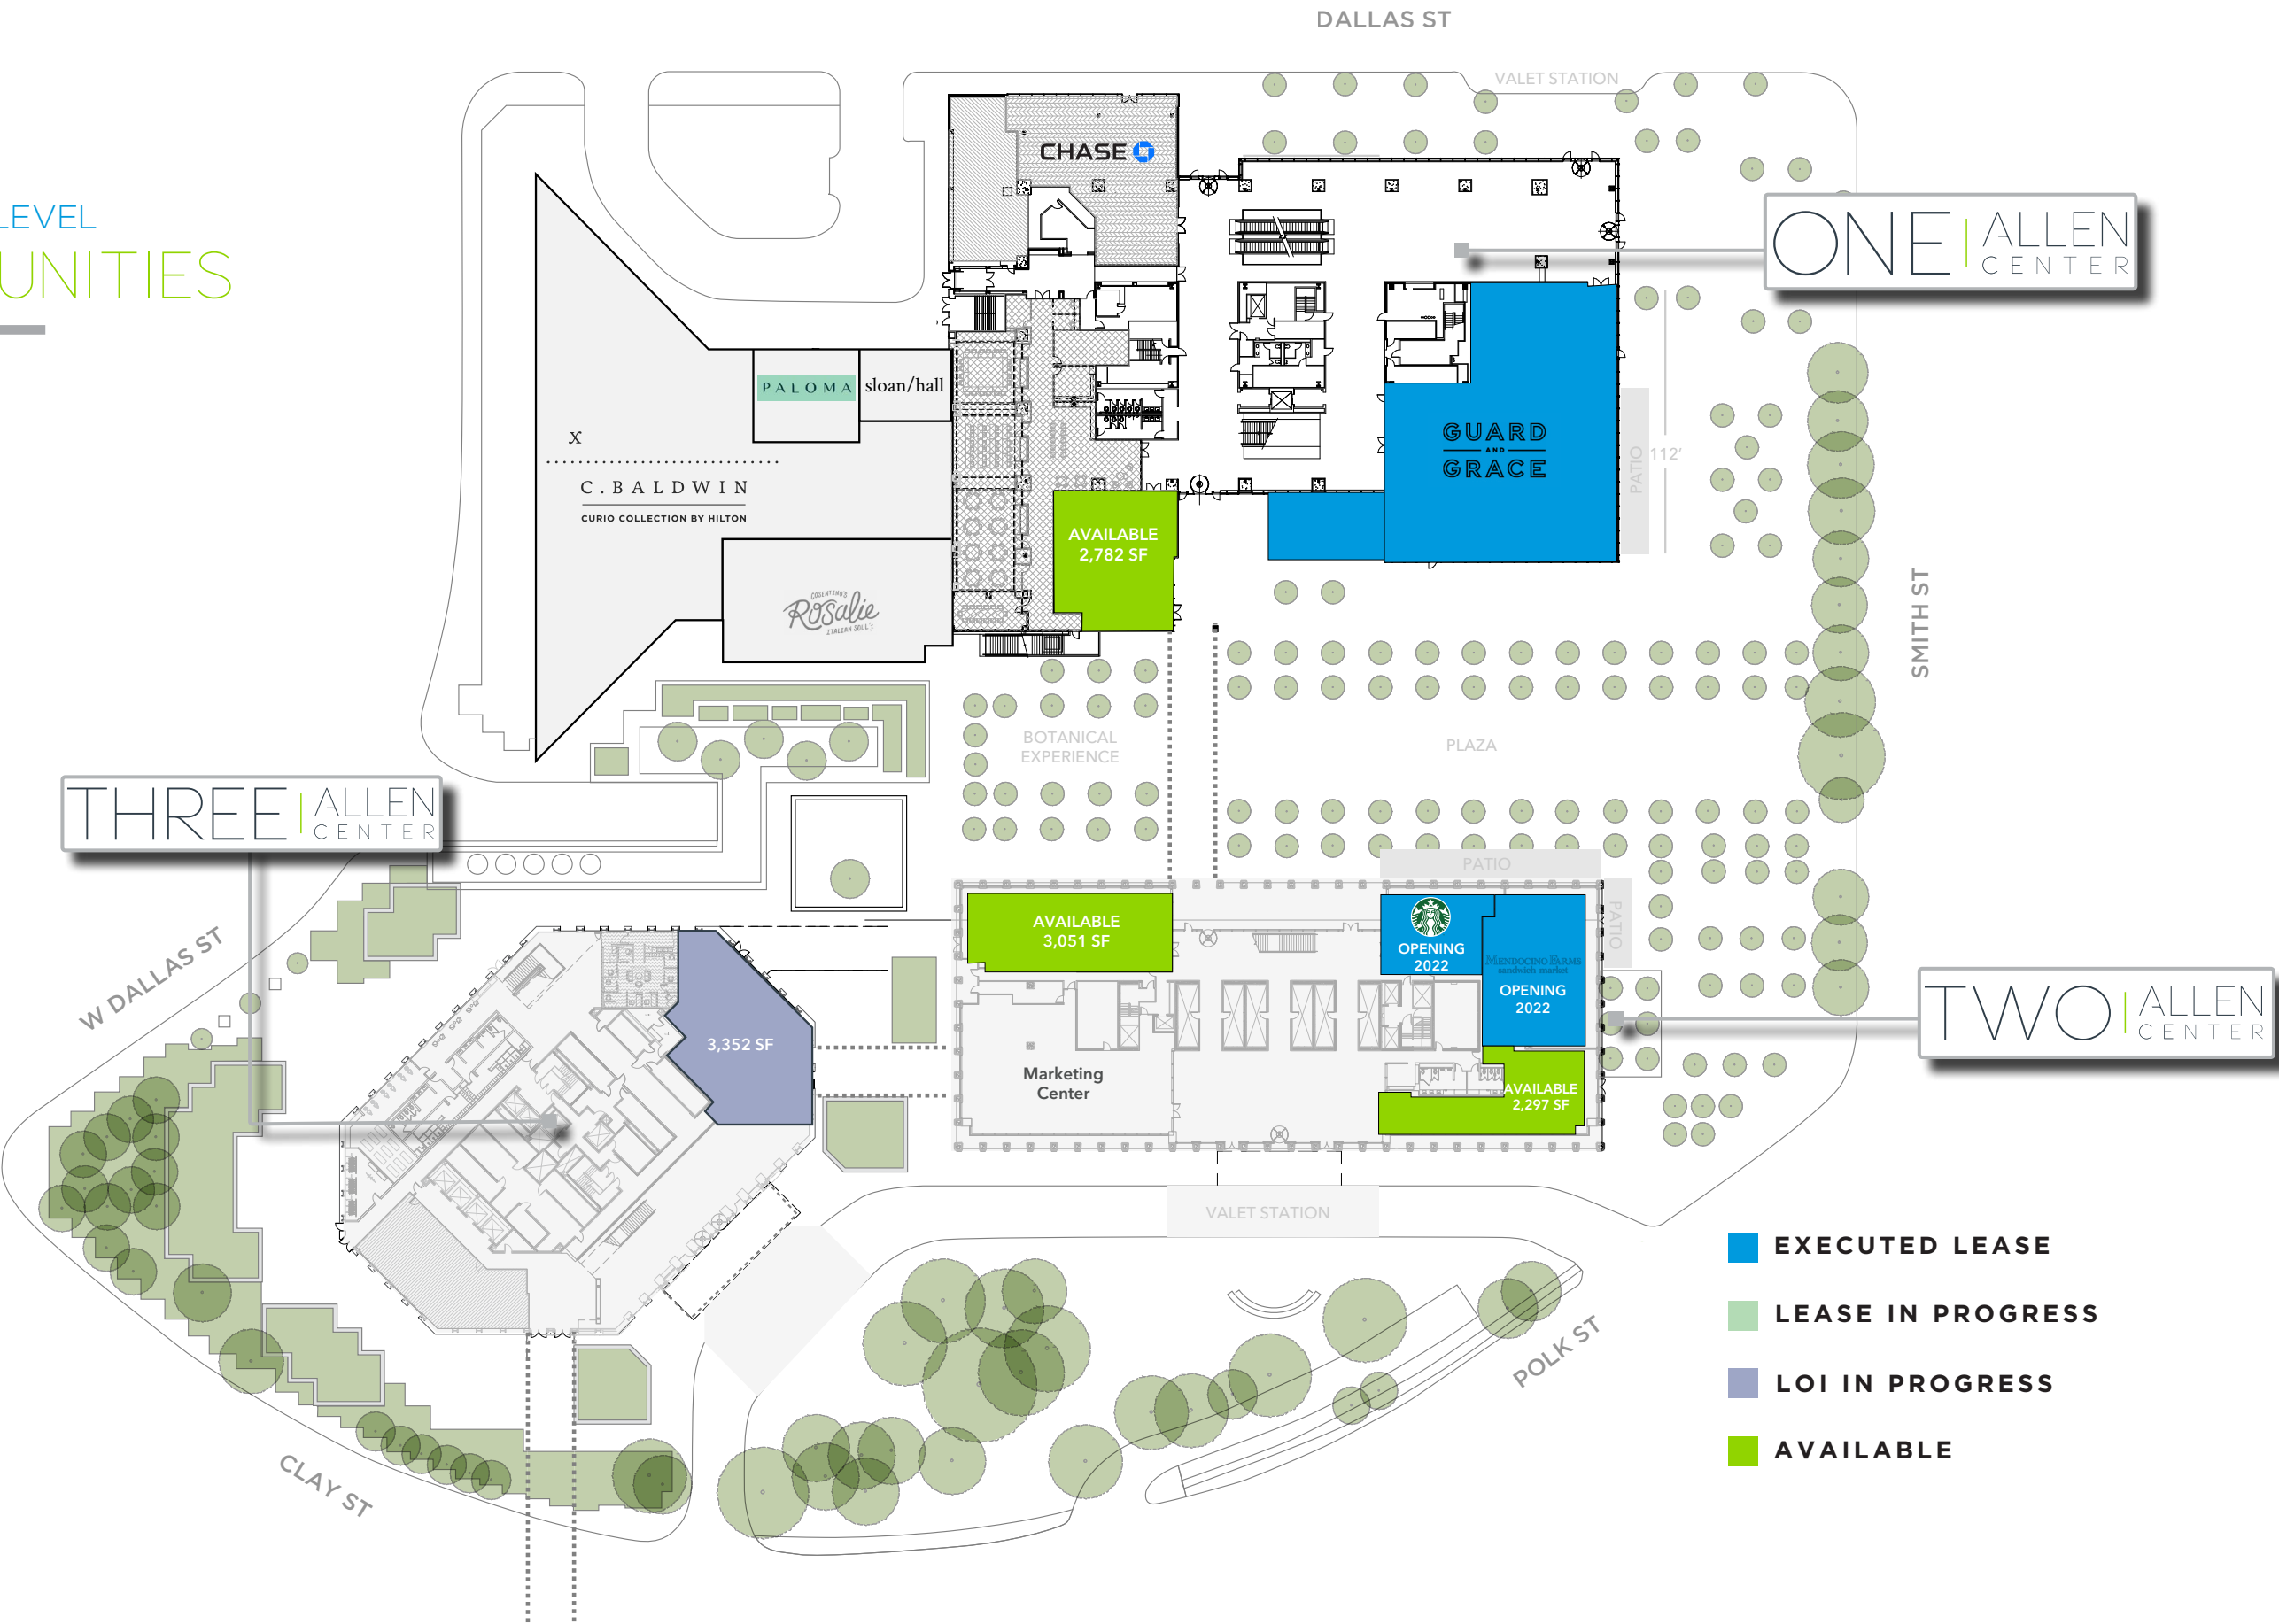 DALLAS ST
VALET STATION
LEVEL
UNITIES
CHASE
ONE | ALLEN
CENTER
PALOMA
sloan/hall
x
C. BALDWIN
CURIO COLLECTION BY HILTON
GUARD
AND
GRACE
PATIO
112'
AVAILABLE
2,782 SF
COSENTINO'S
Rosalie
ITALIAN SOUL
SMITH ST
BOTANICAL
EXPERIENCE
PLAZA
THREE | ALLEN
CENTER
PATIO
PATIO
AVAILABLE
3,051 SF
OPENING
2022
MENDOCINO FARMS
sandwich market
OPENING
2022
W DALLAS ST
TWO | ALLEN
CENTER
3,352 SF
Marketing
Center
AVAILABLE
2,297 SF
VALET STATION
EXECUTED LEASE
LEASE IN PROGRESS
LOI IN PROGRESS
AVAILABLE
POLK ST
CLAY ST